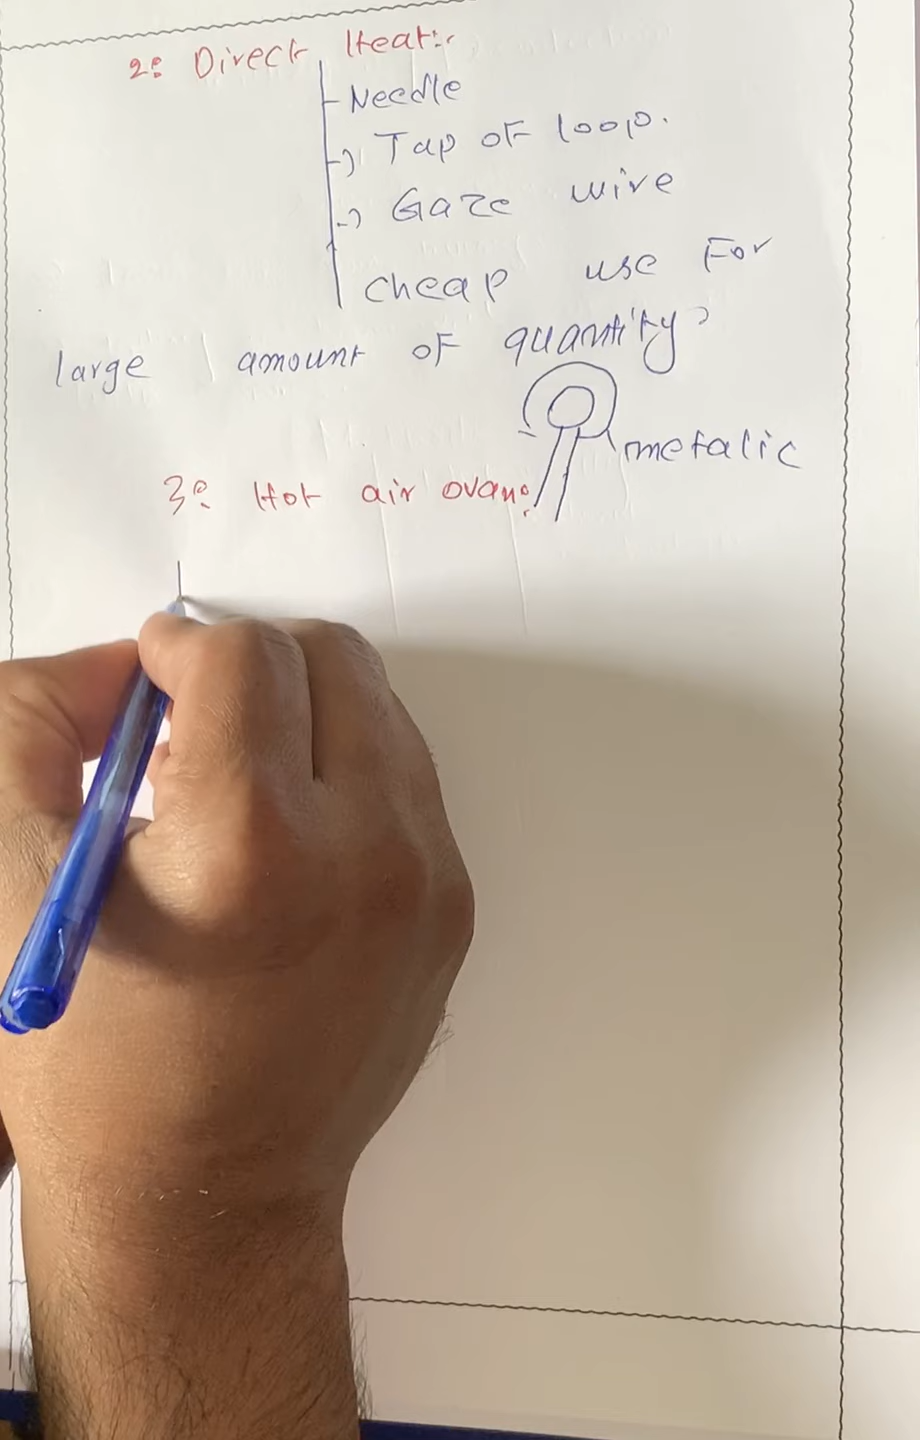 2: Direct Heat:-
Needle
Tap of loop.
Gaze wire
cheap use For
large amount of quantity
metalic
3: Hot air ovan: